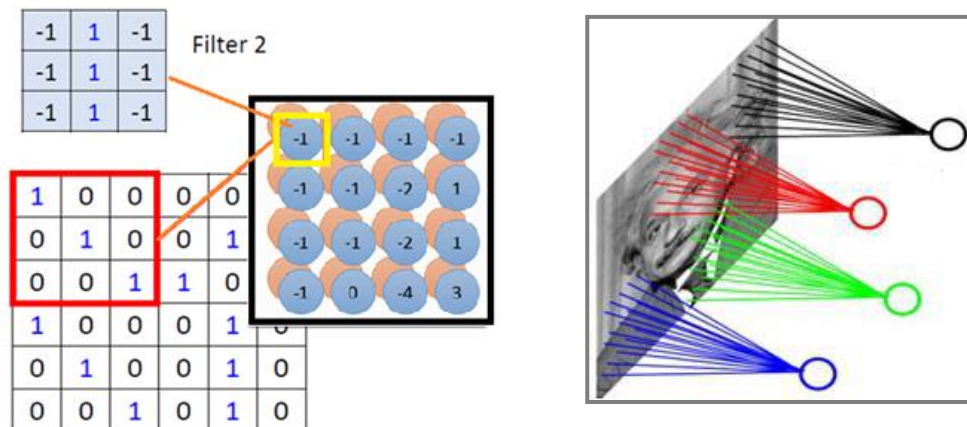 -1 1 -1
-1 1 -1
-1 1 -1
Filter 2
-1 -1 -1 -1
-1 -1 -2 1
-1 -1 -2 1
-1 0 -4 3
1 0 0 0 0
0 1 0 0 1
0 0 1 1 0
1 0 0 0 1 0
0 1 0 0 1 0
0 0 1 0 1 0